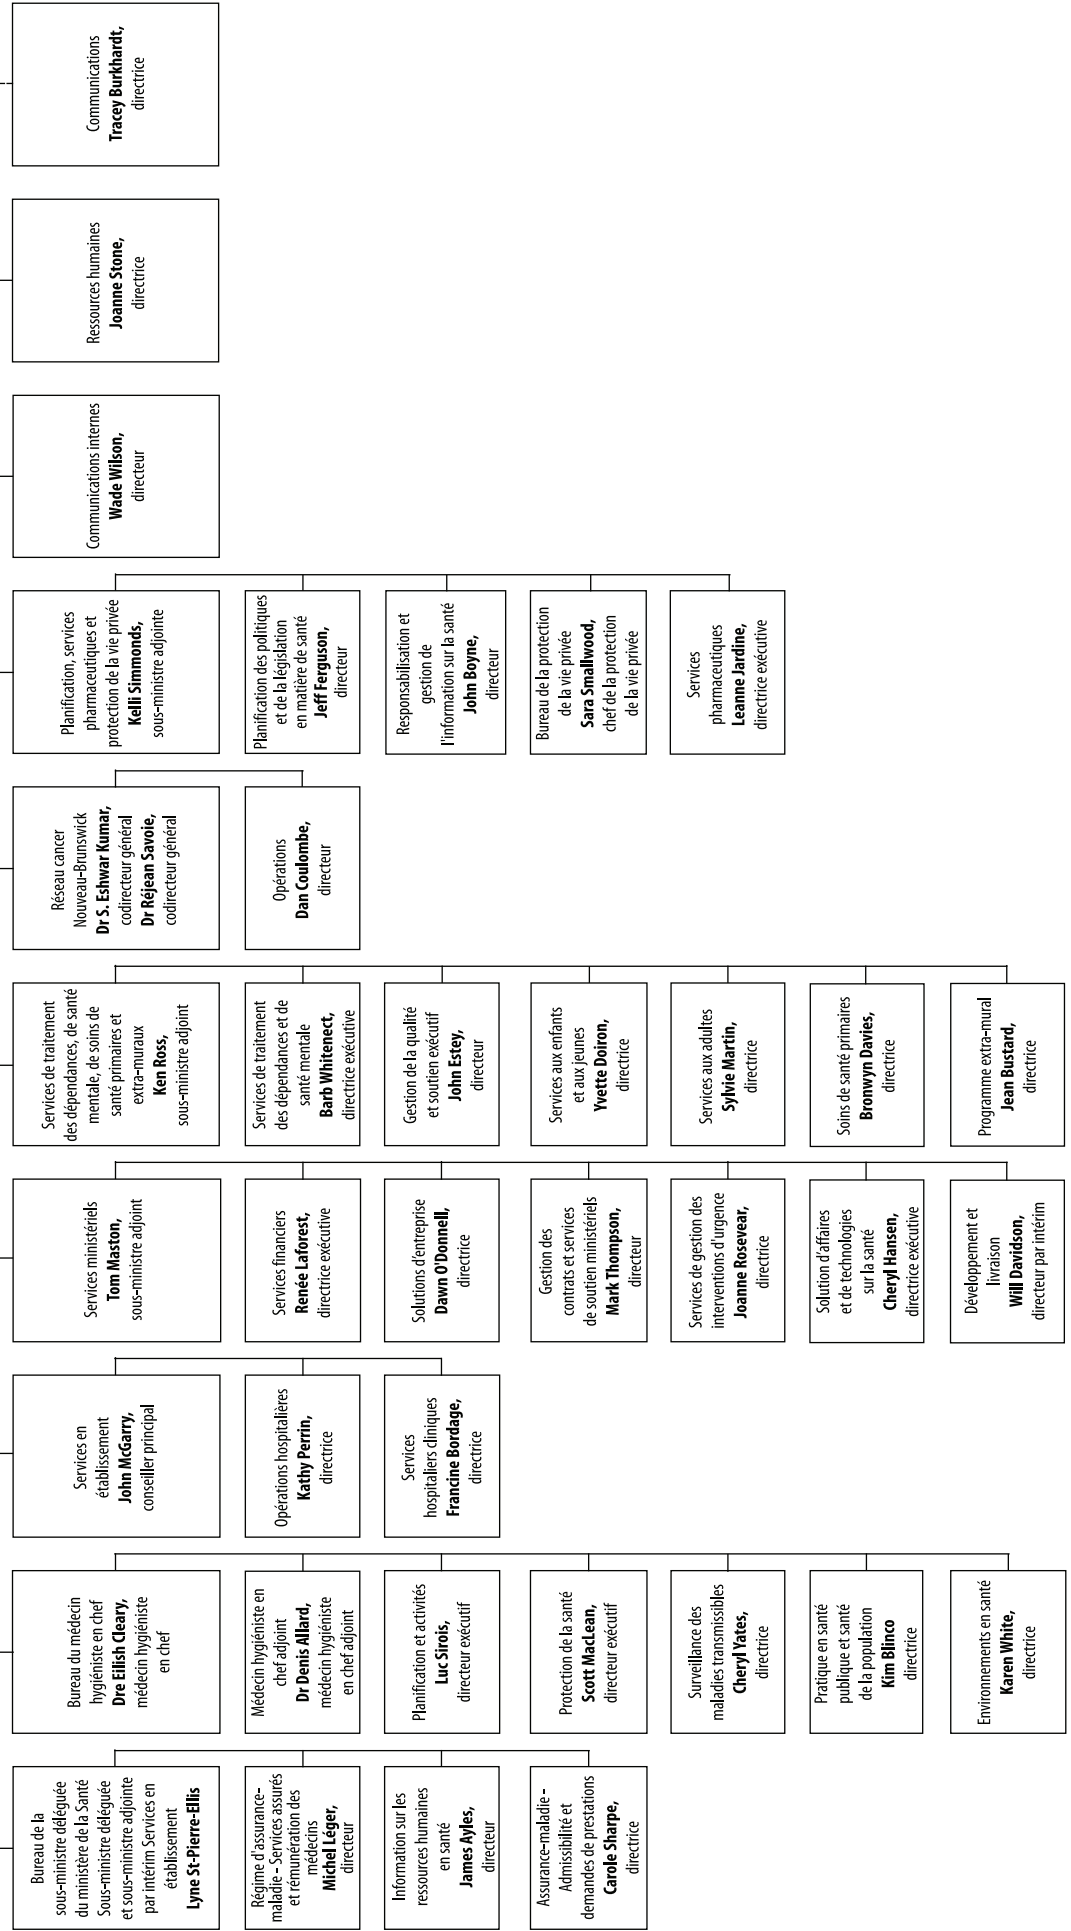 Bureau de la
sous-ministre déléguée
du ministère de la Santé
Sous-ministre déléguée
et sous-ministre adjointe
par intérim Services en
établissement
Lyne St-Pierre-Ellis
Régime d'assurance-
maladie – Services assurés
et rémunération des
médecins
Michel Léger,
directeur
Information sur les
ressources humaines
en santé
James Ayles,
directeur
Assurance-maladie -
Admissibilité et
demandes de prestations
Carole Sharpe,
directrice
Bureau du médecin
hygiéniste en chef
Dre Eilish Cleary,
médecin hygiéniste
en chef
Médecin hygiéniste en
chef adjoint
Dr Denis Allard,
médecin hygiéniste
en chef adjoint
Planification et activités
Luc Sirois,
directeur exécutif
Protection de la santé
Scott MacLean,
directeur exécutif
Surveillance des
maladies transmissibles
Cheryl Yates,
directrice
Pratique en santé
publique et santé
de la population
Kim Blinco
directrice
Environnements en santé
Karen White,
directrice
Services en
établissement
John McGarry,
conseiller principal
Opérations hospitalières
Kathy Perrin,
directrice
Services
hospitaliers cliniques
Francine Bordage,
directrice
Services ministériels
Tom Maston,
sous-ministre adjoint
Services financiers
Renée Laforest,
directrice exécutive
Solutions d'entreprise
Dawn O'Donnell,
directrice
Gestion des
contrats et services
de soutien ministériels
Mark Thompson,
directeur
Services de gestion des
interventions d'urgence
Joanne Rosevear,
directrice
Solution d'affaires
et de technologies
sur la santé
Cheryl Hansen,
directrice exécutive
Développement et
livraison
Will Davidson,
directeur par intérim
Services de traitement
des dépendances, de santé
mentale, de soins de
santé primaires et
extra-muraux
Ken Ross,
sous-ministre adjoint
Services de traitement
des dépendances et de
santé mentale
Barb Whitenect,
directrice exécutive
Gestion de la qualité
et soutien exécutif
John Estey,
directeur
Services aux enfants
et aux jeunes
Yvette Doiron,
directrice
Services aux adultes
Sylvie Martin,
directrice
Soins de santé primaires
Bronwyn Davies,
directrice
Programme extra-mural
Jean Bustard,
directrice
Réseau cancer
Nouveau-Brunswick
Dr S. Eshwar Kumar,
codirecteur général
Dr Réjean Savoie,
codirecteur général
Opérations
Dan Coulombe,
directeur
Planification, services
pharmaceutiques et
protection de la vie privée
Kelli Simmonds,
sous-ministre adjointe
Planification des politiques
et de la législation
en matière de santé
Jeff Ferguson,
directeur
Responsabilisation et
gestion de
l'information sur la santé
John Boyne,
directeur
Bureau de la protection
de la vie privée
Sara Smallwood,
chef de la protection
de la vie privée
Services
pharmaceutiques
Leanne Jardine,
directrice exécutive
Communications internes
Wade Wilson,
directeur
Ressources humaines
Joanne Stone,
directrice
Communications
Tracey Burkhardt,
directrice